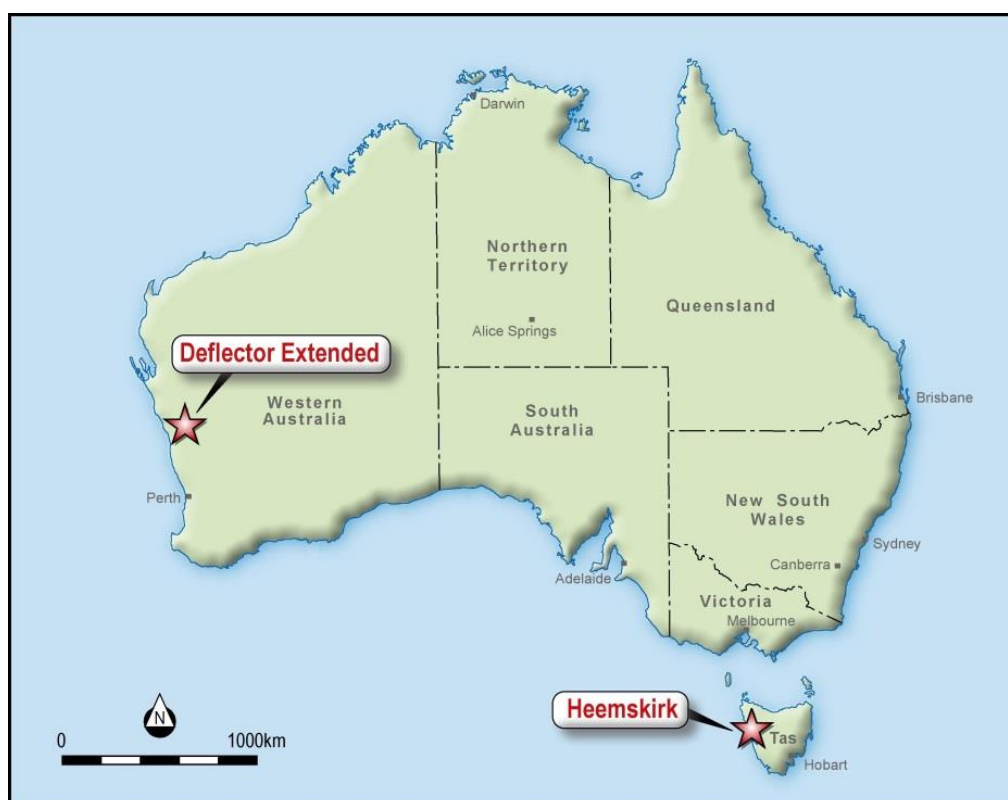 Darwin
Northern
Territory
Queensland
Alice Springs
Deflector Extended
Western
Australia
South
Australia
Brisbane
Perth
New South
Wales
Sydney
Canberra
Adelaide
Victoria
Melbourne
Heemskirk
Tas
Hobart
N
0 1000km